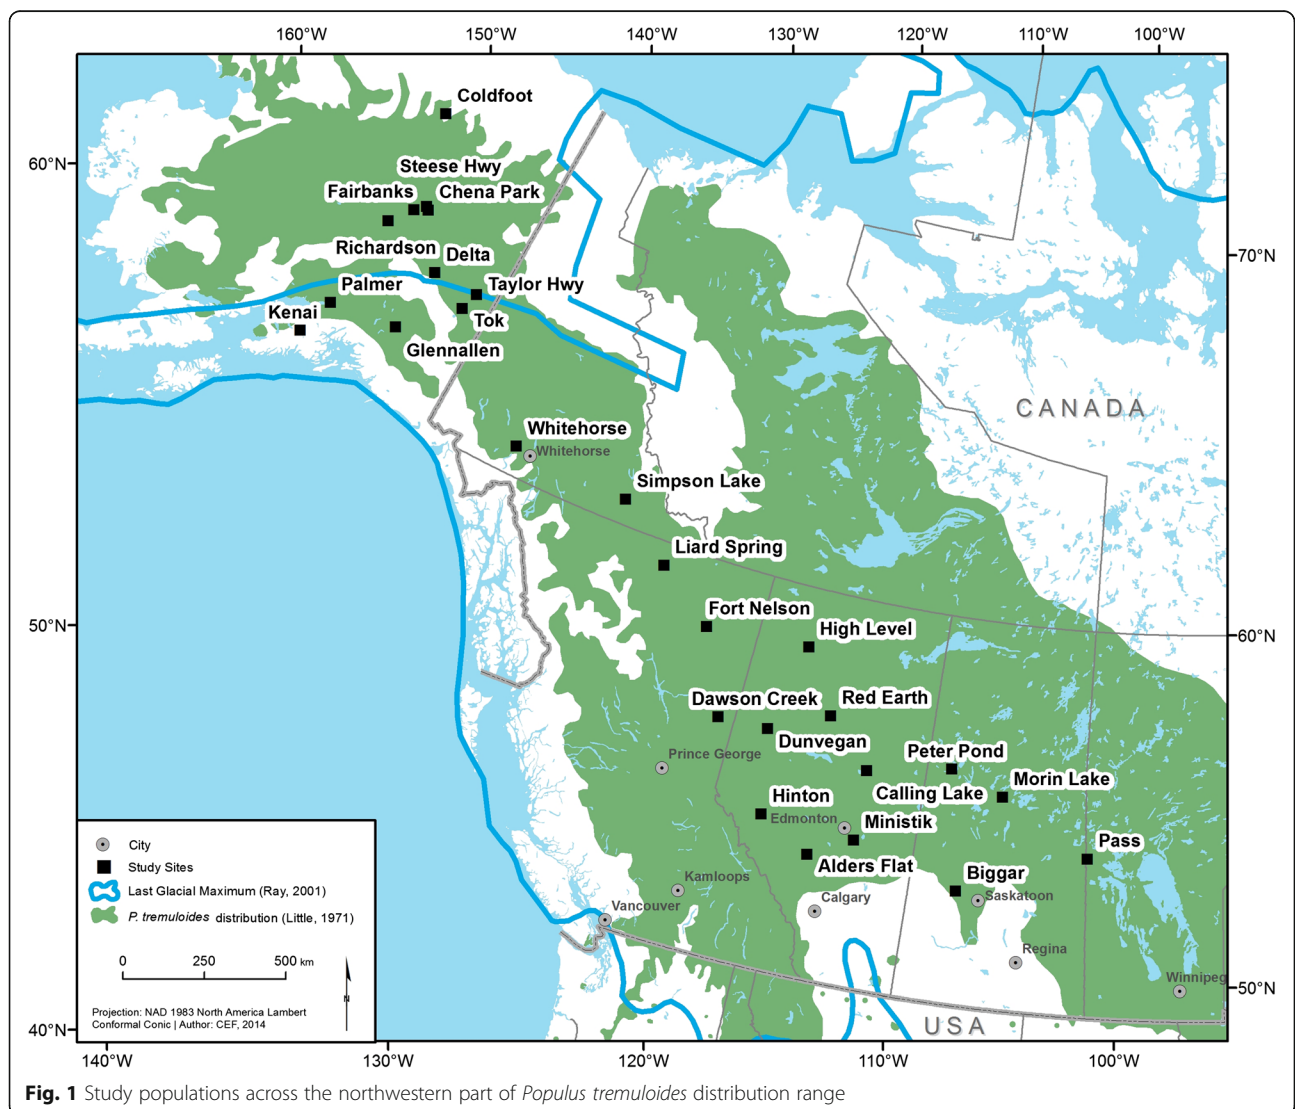 160°W 150°W 140°W 130°W 120°W 110°W 100°W
Coldfoot
60°N
Steese Hwy
Fairbanks Chena Park
Richardson Delta
70°N
Palmer Taylor Hwy
Kenai Tok
Glennallen
CANADA
Whitehorse
Whitehorse
Simpson Lake
Liard Spring
Fort Nelson
50°N High Level 60°N
Dawson Creek Red Earth
Dunvegan
Prince George Peter Pond
Morin Lake
Hinton Calling Lake
Edmonton Ministik
Pass
Alders Flat Biggar
Kamloops
Calgary Saskatoon
Vancouver
Regina
Winnipeg
50°N
USA
40°N
City
Study Sites
Last Glacial Maximum (Ray, 2001)
P. tremuloides distribution (Little, 1971)
0 250 500 km
N
Projection: NAD 1983 North America Lambert
Conformal Conic | Author: CEF, 2014
140°W 130°W 120°W 110°W 100°W
Fig. 1 Study populations across the northwestern part of Populus tremuloides distribution range